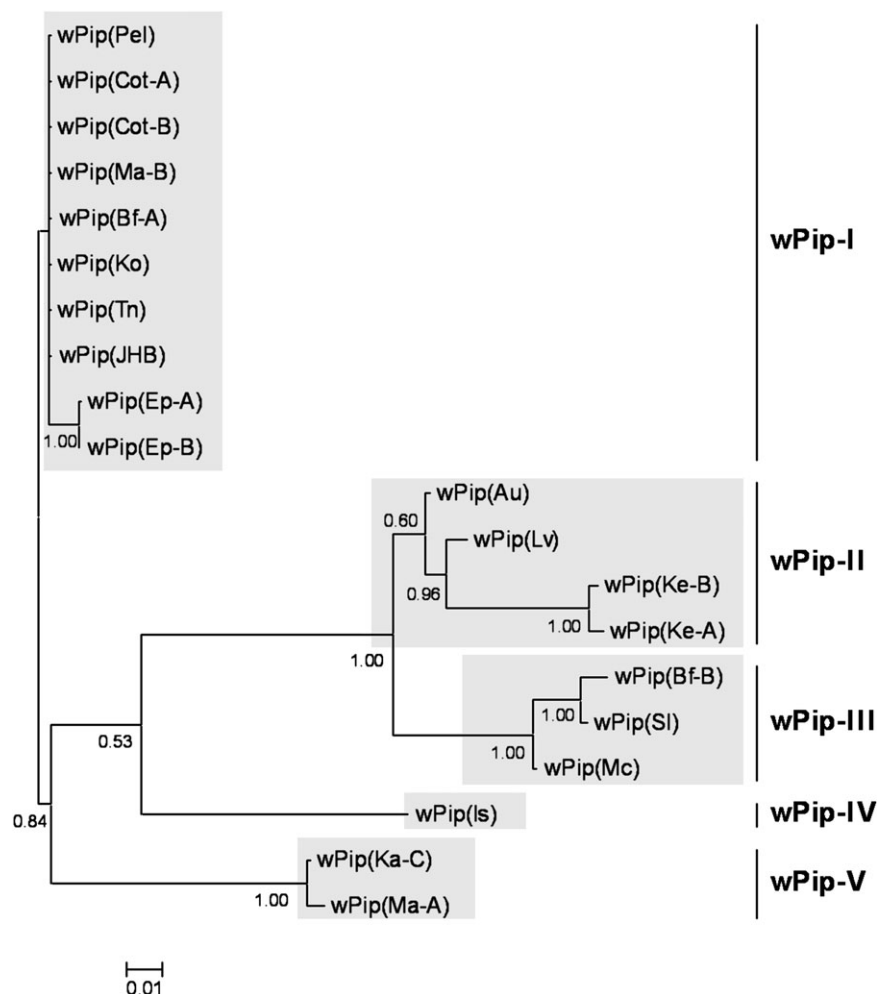 wPip(Pel)
wPip(Cot-A)
wPip(Cot-B)
wPip(Ma-B)
wPip(Bf-A)
wPip(Ko)
wPip(Tn)
wPip(JHB)
wPip(Ep-A)
1.00
wPip(Ep-B)
wPip-I
wPip(Au)
0.60
wPip(Lv)
0.96
wPip(Ke-B)
1.00
wPip(Ke-A)
wPip-II
1.00
wPip(Bf-B)
1.00
wPip(Sl)
1.00
wPip(Mc)
wPip-III
0.53
wPip(Is)
wPip-IV
0.84
wPip(Ka-C)
1.00
wPip(Ma-A)
wPip-V
0.01